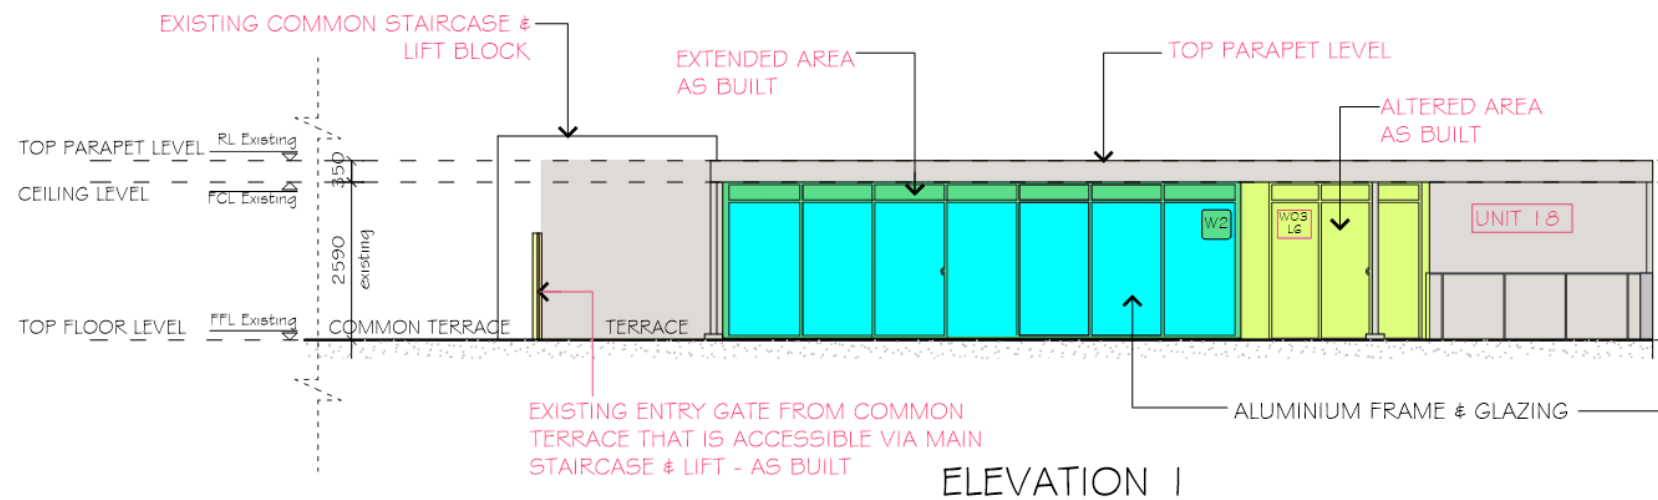 EXISTING COMMON STAIRCASE &
LIFT BLOCK
EXTENDED AREA
AS BUILT
TOP PARAPET LEVEL
ALTERED AREA
AS BUILT
TOP PARAPET LEVEL
RL Existing
CEILING LEVEL
FCL Existing
350
2590
existing
W2
W03
LG
UNIT 18
TOP FLOOR LEVEL
FFL Existing
COMMON TERRACE
TERRACE
EXISTING ENTRY GATE FROM COMMON
TERRACE THAT IS ACCESSIBLE VIA MAIN
STAIRCASE & LIFT - AS BUILT
ALUMINIUM FRAME & GLAZING
ELEVATION 1